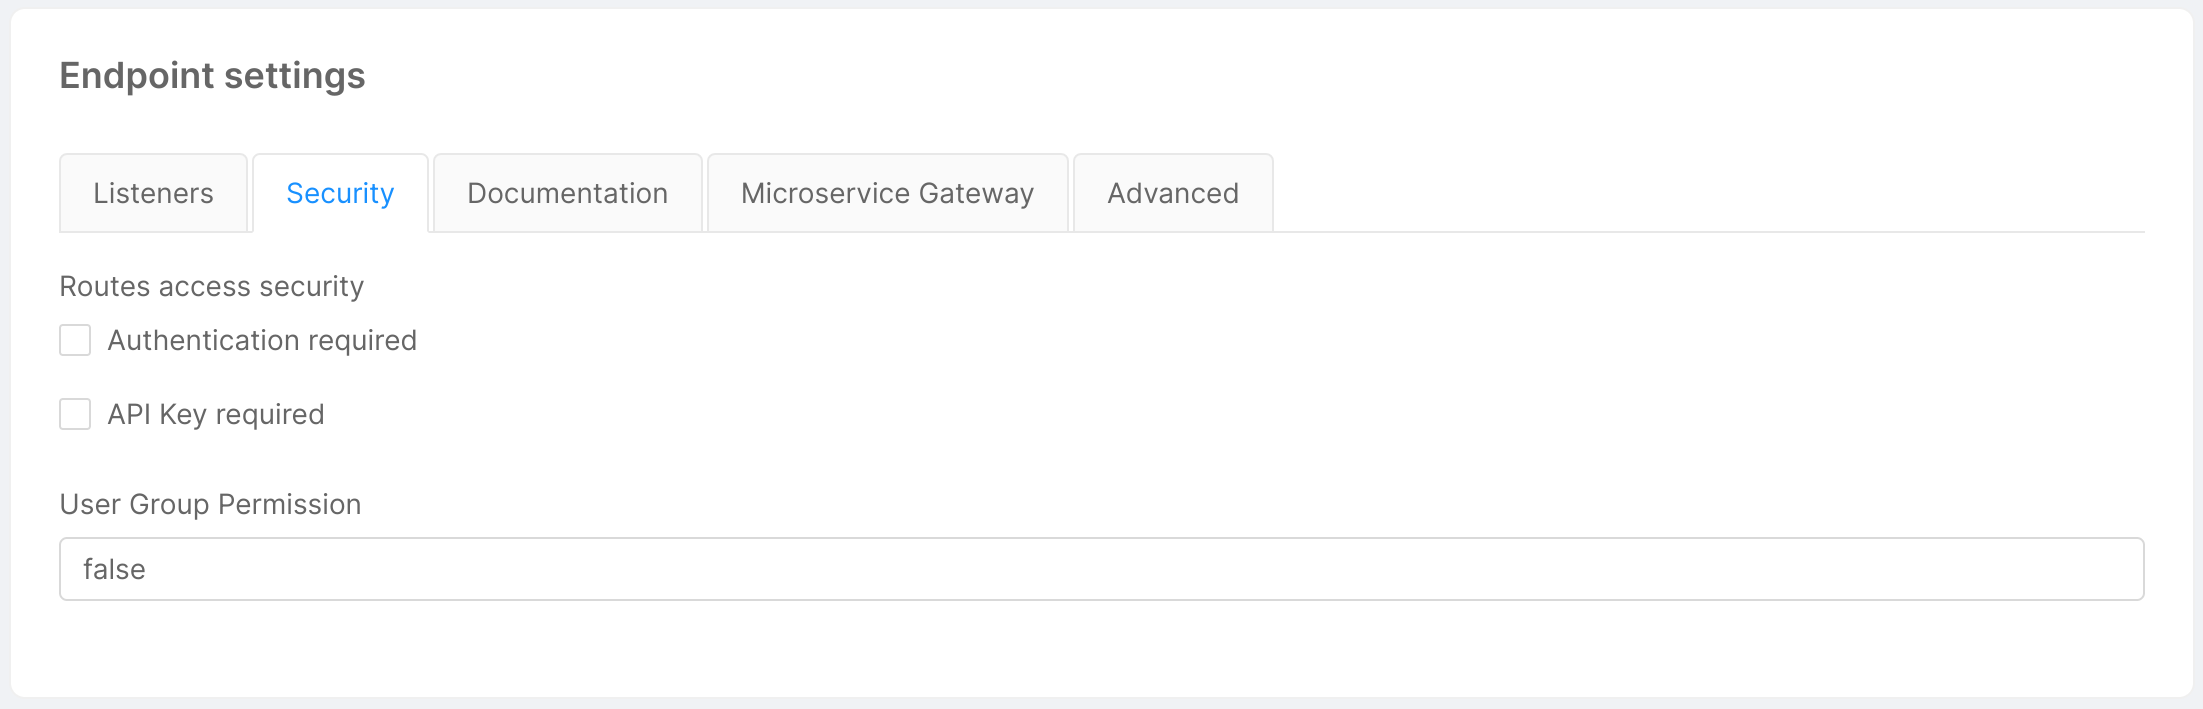 Endpoint settings
Listeners Security Documentation Microservice Gateway Advanced
Routes access security
Authentication required
API Key required
User Group Permission
false